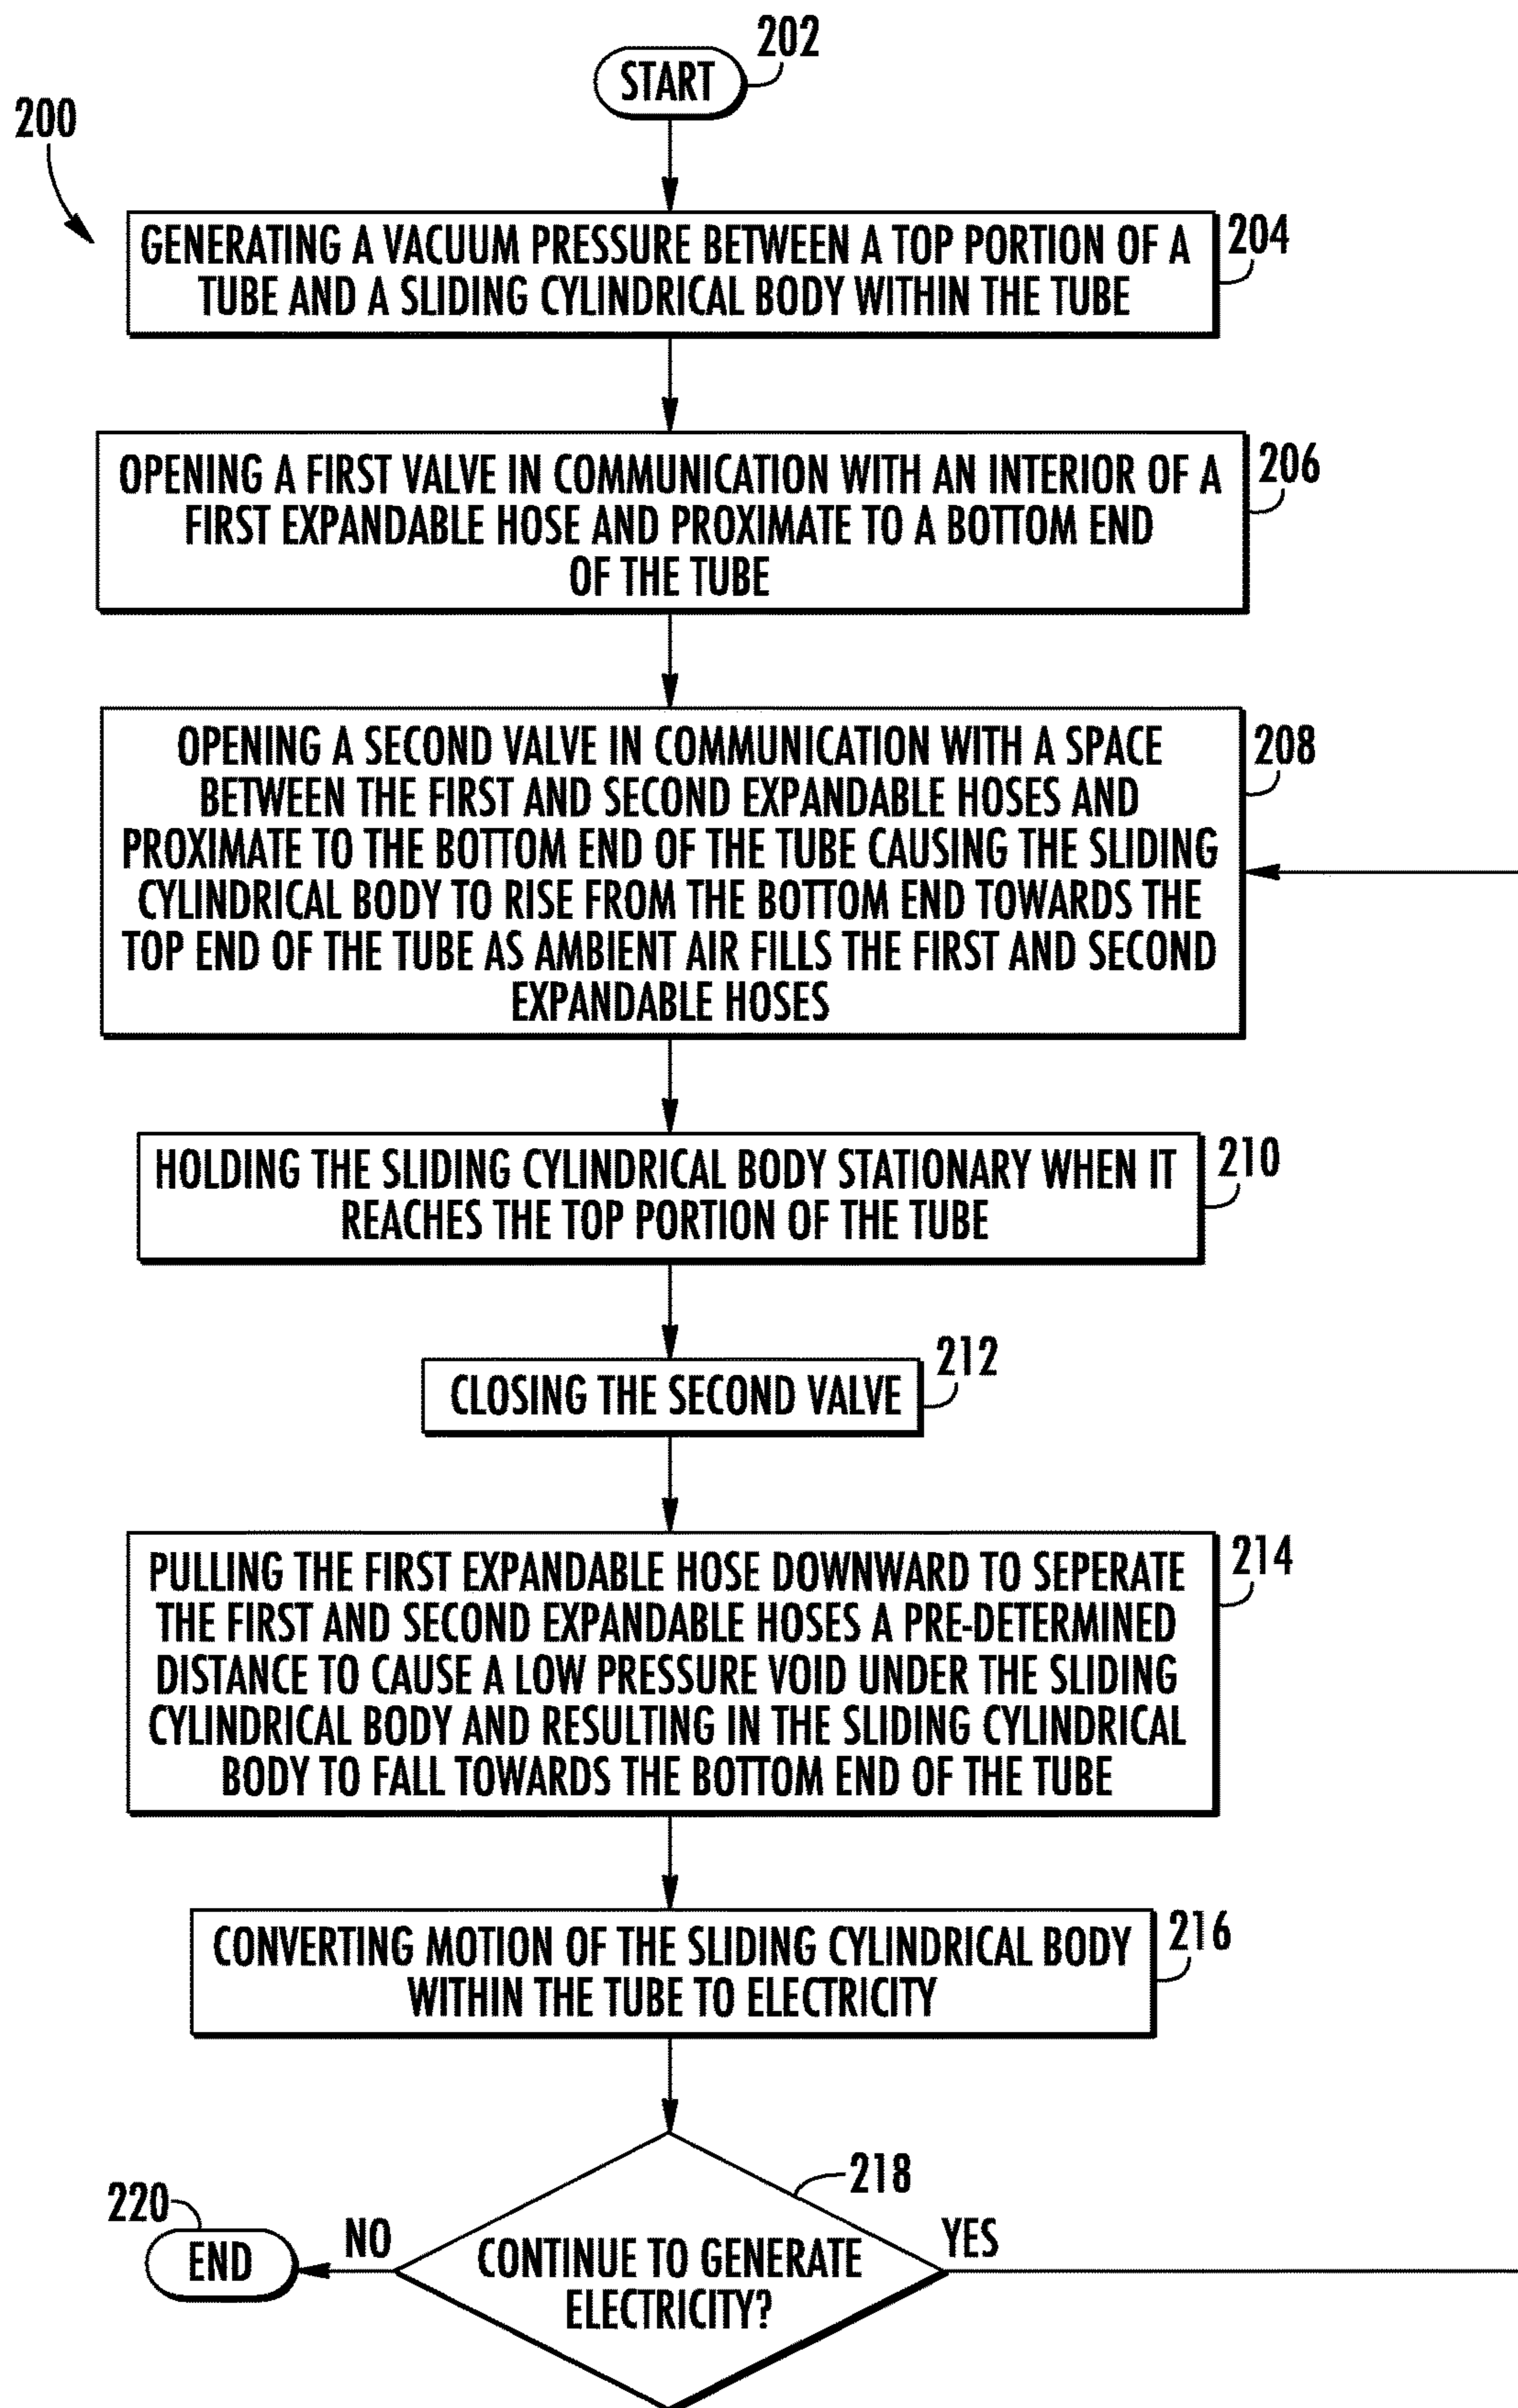 202
START
200
GENERATING A VACUUM PRESSURE BETWEEN A TOP PORTION OF A
TUBE AND A SLIDING CYLINDRICAL BODY WITHIN THE TUBE
204
OPENING A FIRST VALVE IN COMMUNICATION WITH AN INTERIOR OF A
FIRST EXPANDABLE HOSE AND PROXIMATE TO A BOTTOM END
OF THE TUBE
206
OPENING A SECOND VALVE IN COMMUNICATION WITH A SPACE
BETWEEN THE FIRST AND SECOND EXPANDABLE HOSES AND
PROXIMATE TO THE BOTTOM END OF THE TUBE CAUSING THE SLIDING
CYLINDRICAL BODY TO RISE FROM THE BOTTOM END TOWARDS THE
TOP END OF THE TUBE AS AMBIENT AIR FILLS THE FIRST AND SECOND
EXPANDABLE HOSES
208
HOLDING THE SLIDING CYLINDRICAL BODY STATIONARY WHEN IT
REACHES THE TOP PORTION OF THE TUBE
210
CLOSING THE SECOND VALVE
212
PULLING THE FIRST EXPANDABLE HOSE DOWNWARD TO SEPERATE
THE FIRST AND SECOND EXPANDABLE HOSES A PRE-DETERMINED
DISTANCE TO CAUSE A LOW PRESSURE VOID UNDER THE SLIDING
CYLINDRICAL BODY AND RESULTING IN THE SLIDING CYLINDRICAL
BODY TO FALL TOWARDS THE BOTTOM END OF THE TUBE
214
CONVERTING MOTION OF THE SLIDING CYLINDRICAL BODY
WITHIN THE TUBE TO ELECTRICITY
216
218
CONTINUE TO GENERATE
ELECTRICITY?
YES
NO
220
END